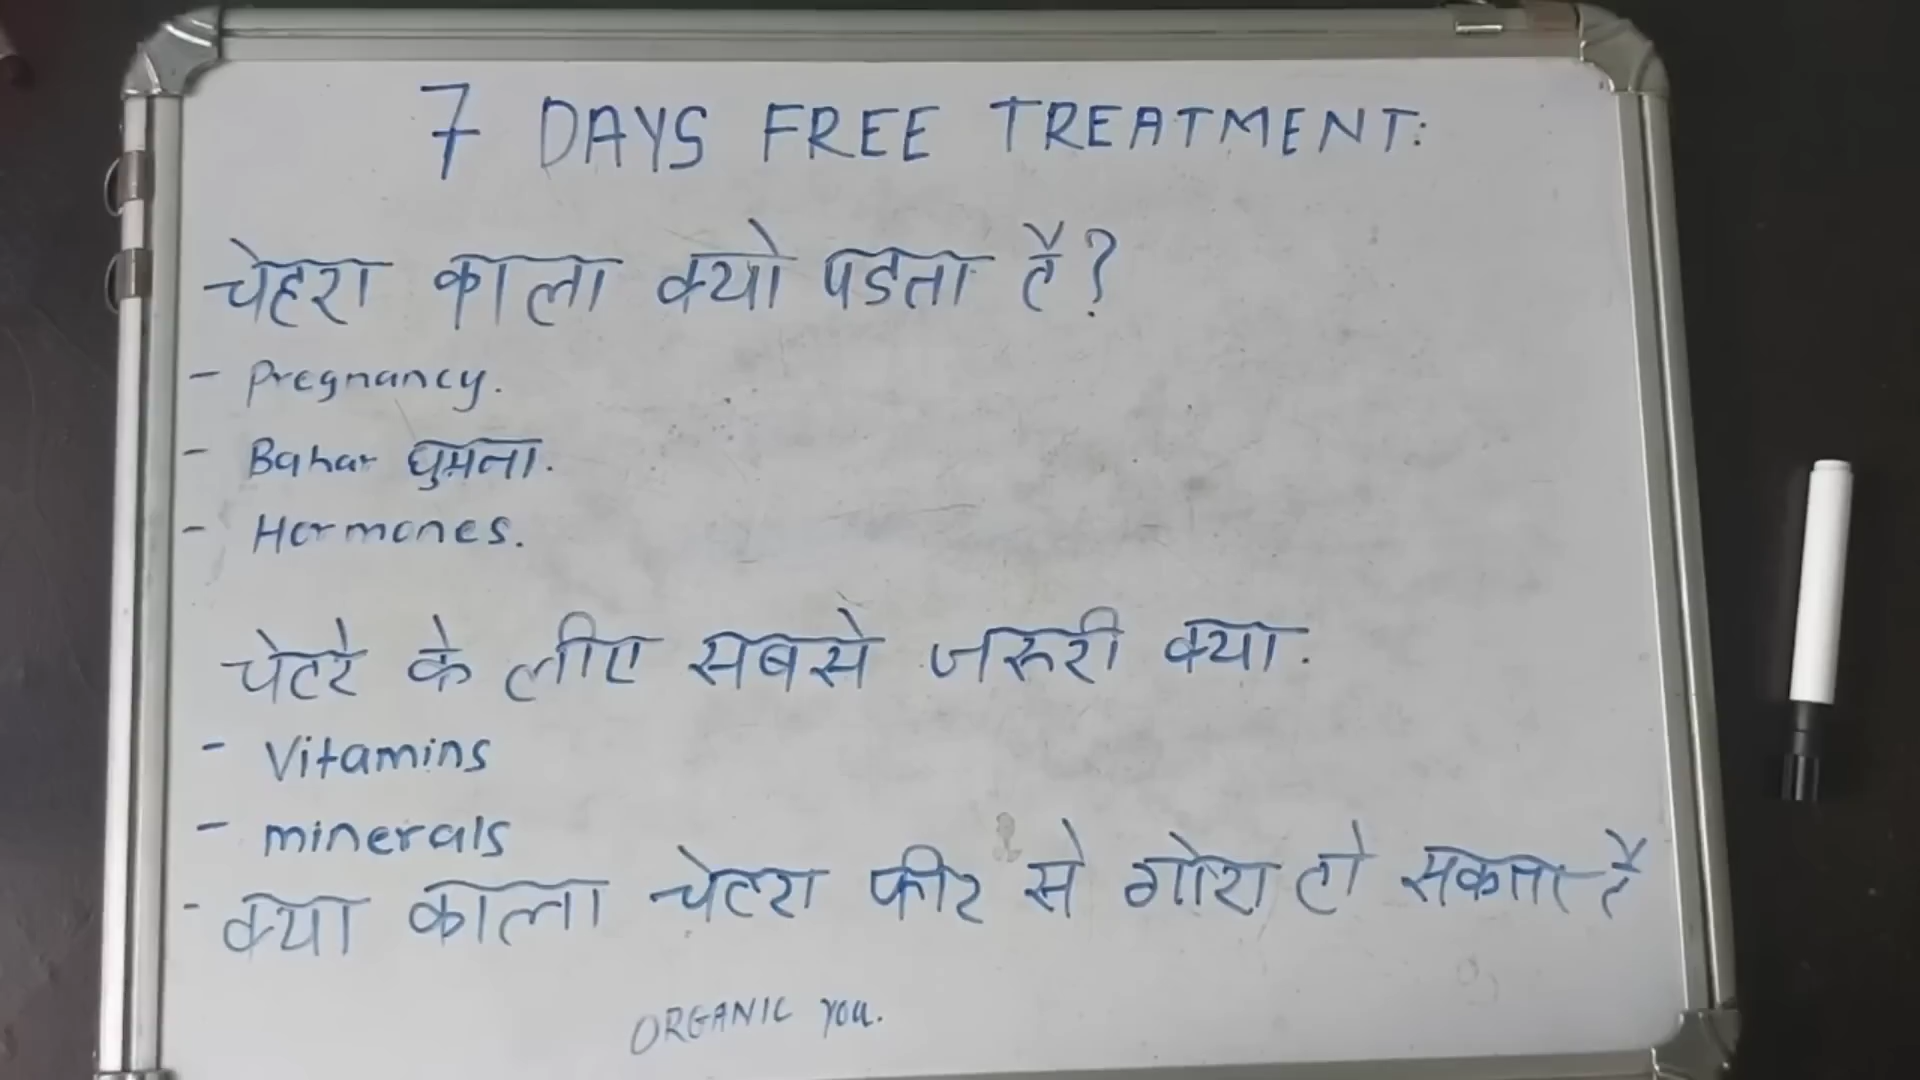 7 DAYS FREE TREATMENT:
चेहरा काला क्यो पडता है?
- Pregnancy.
- Bahar घुमना.
- Hormones.
चेहरे के लीए सबसे जरुरी क्या.
- Vitamins
- minerals
- क्या काला चेहरा फीर से गोरा हो सकता है
ORGANIC You.